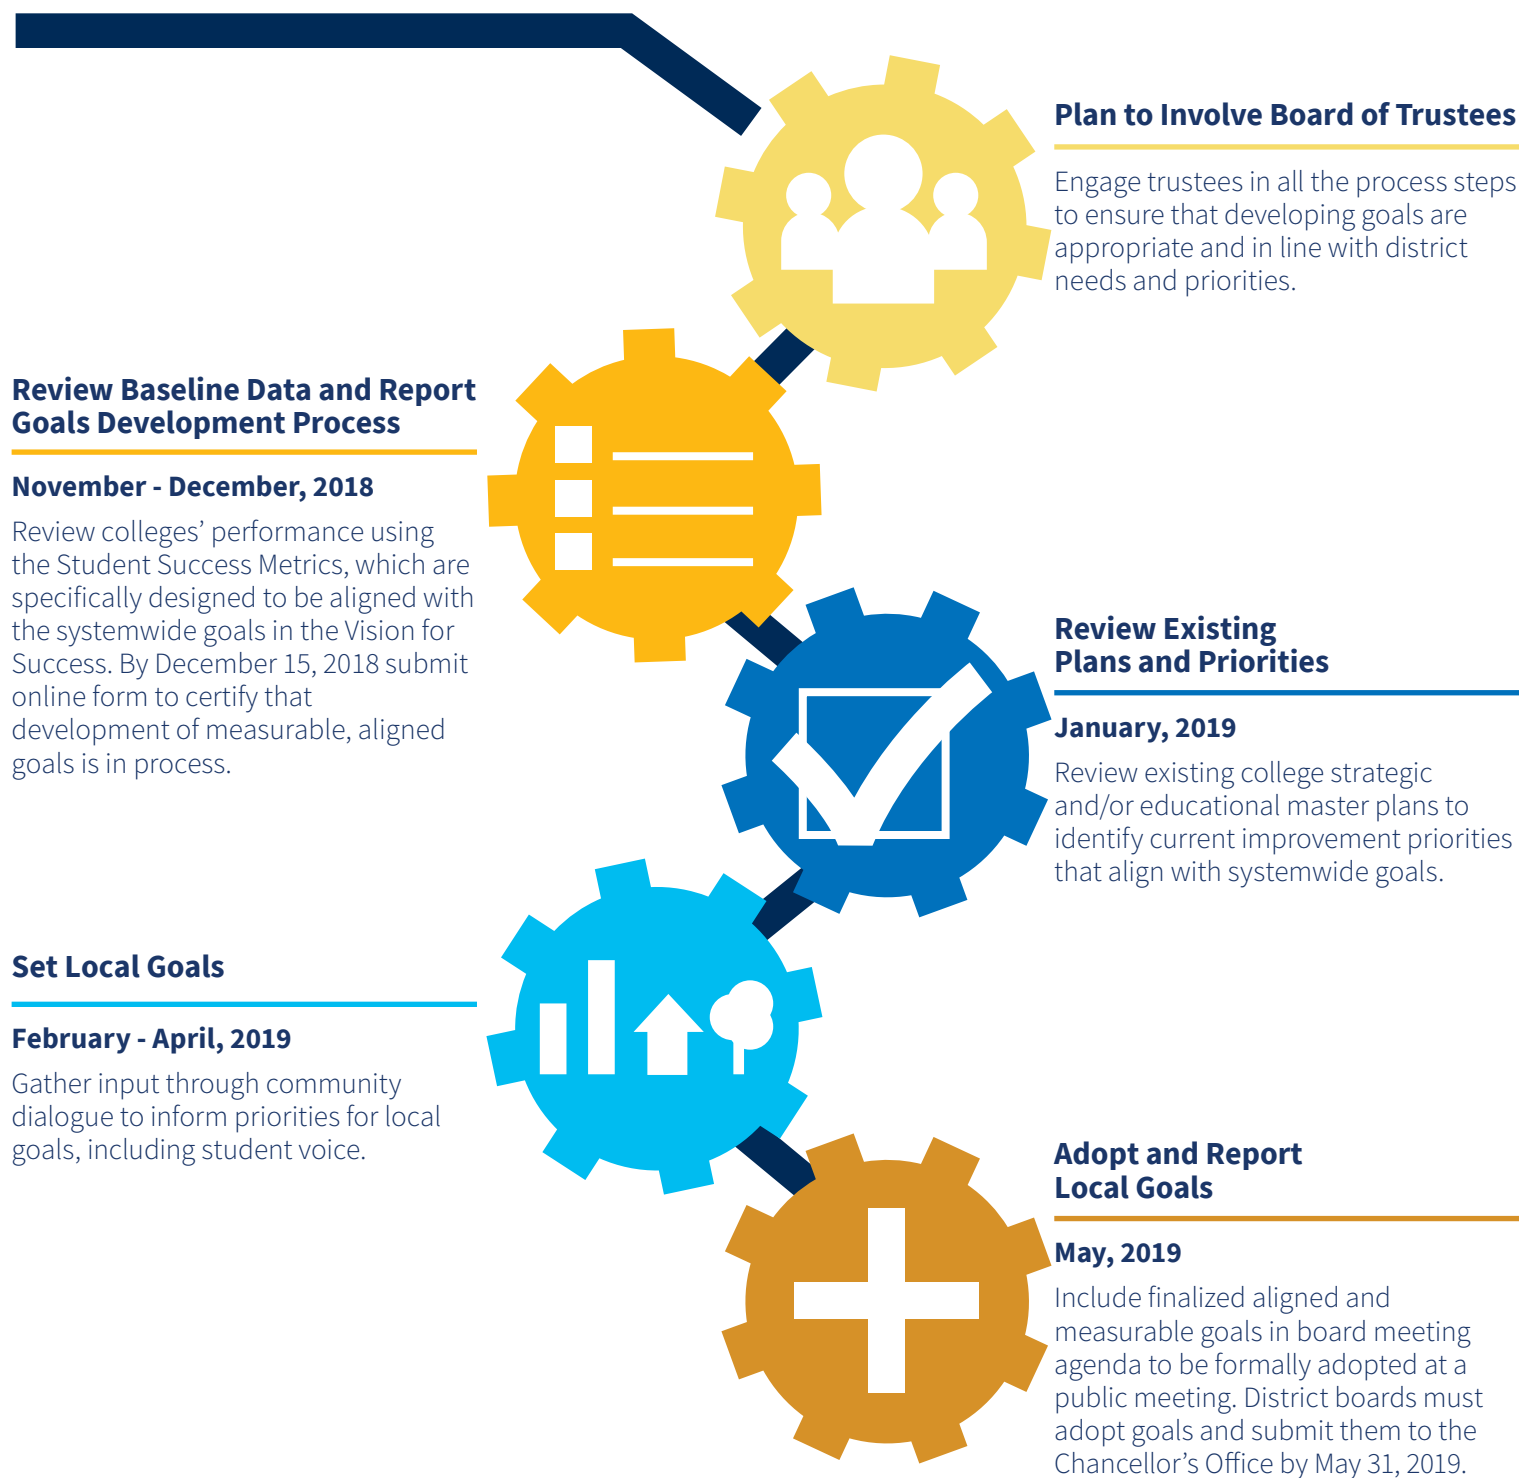 Plan to Involve Board of Trustees
Engage trustees in all the process steps
to ensure that developing goals are
appropriate and in line with district
needs and priorities.
Review Baseline Data and Report
Goals Development Process
November - December, 2018
Review colleges’ performance using
the Student Success Metrics, which are
specifically designed to be aligned with
the systemwide goals in the Vision for
Success. By December 15, 2018 submit
online form to certify that
development of measurable, aligned
goals is in process.
Review Existing
Plans and Priorities
January, 2019
Review existing college strategic
and/or educational master plans to
identify current improvement priorities
that align with systemwide goals.
Set Local Goals
February - April, 2019
Gather input through community
dialogue to inform priorities for local
goals, including student voice.
Adopt and Report
Local Goals
May, 2019
Include finalized aligned and
measurable goals in board meeting
agenda to be formally adopted at a
public meeting. District boards must
adopt goals and submit them to the
Chancellor’s Office by May 31, 2019.